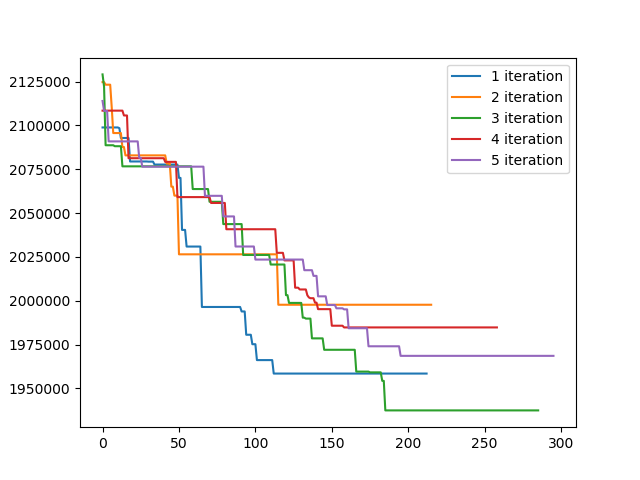 2125000
2100000
2075000
2050000
2025000
2000000
1975000
1950000
0 50 100 150 200 250 300
1 iteration
2 iteration
3 iteration
4 iteration
5 iteration